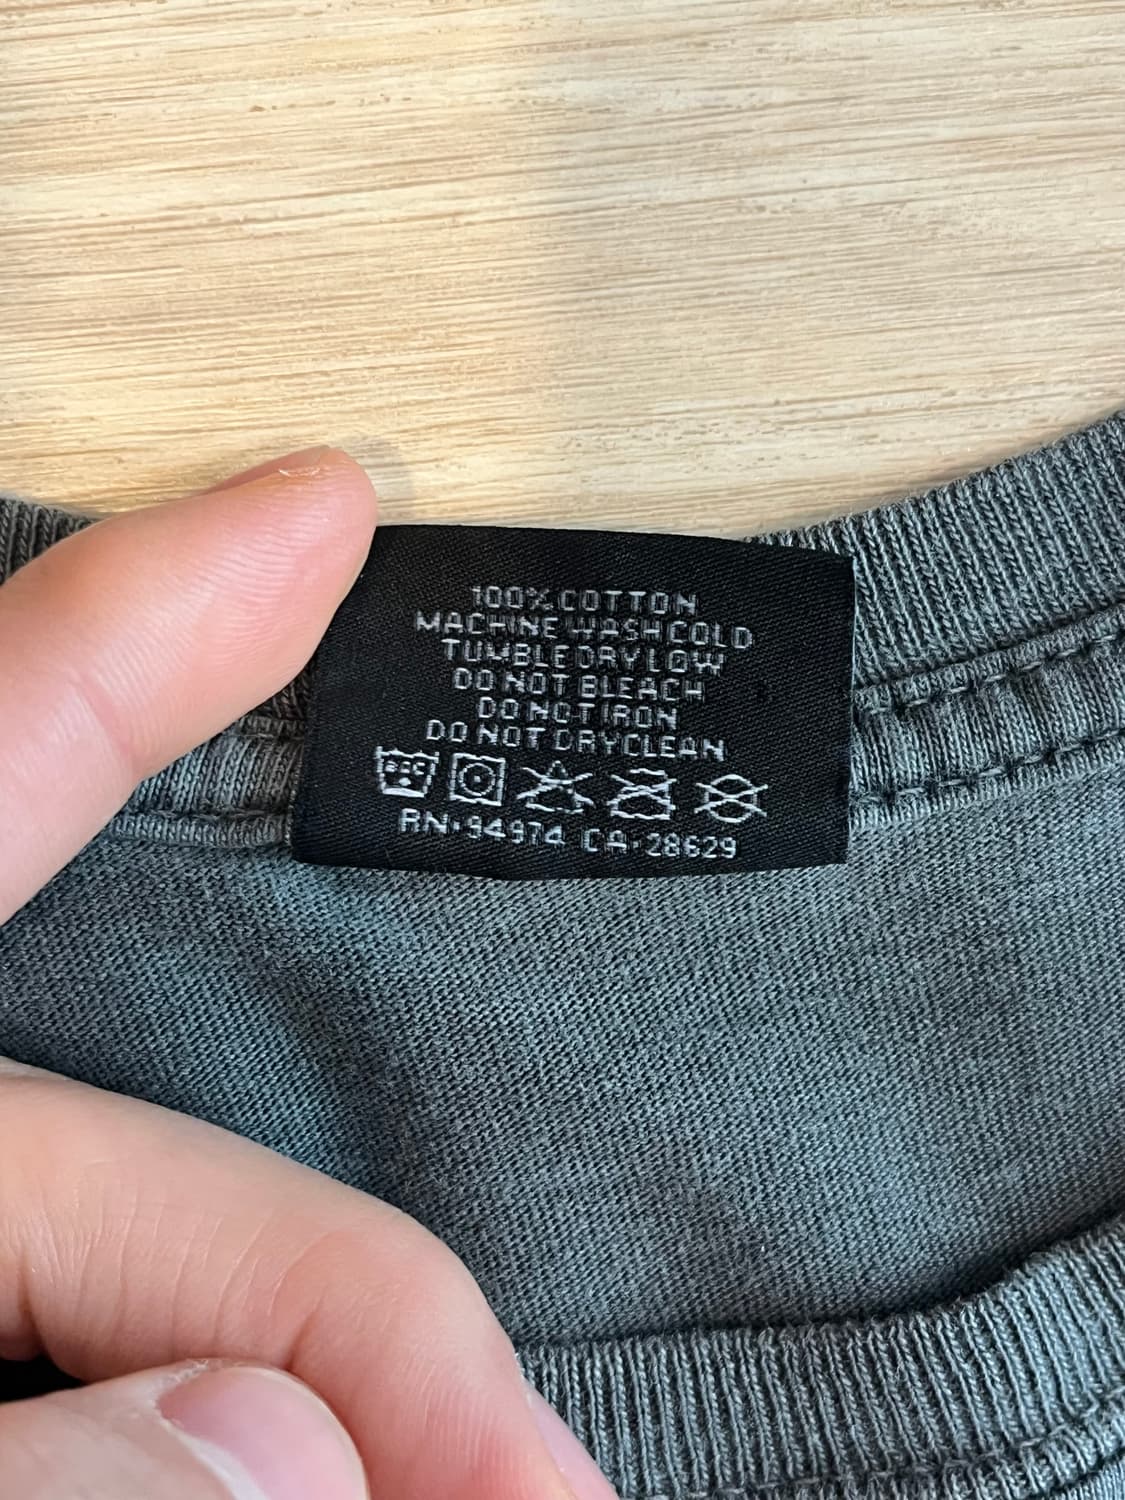 100% COTTON
MACHINE WASH COLD
TUMBLE DRY LOW
DO NOT BLEACH
DO NOT IRON
DO NOT DRYCLEAN
RN·94974 CA·28629